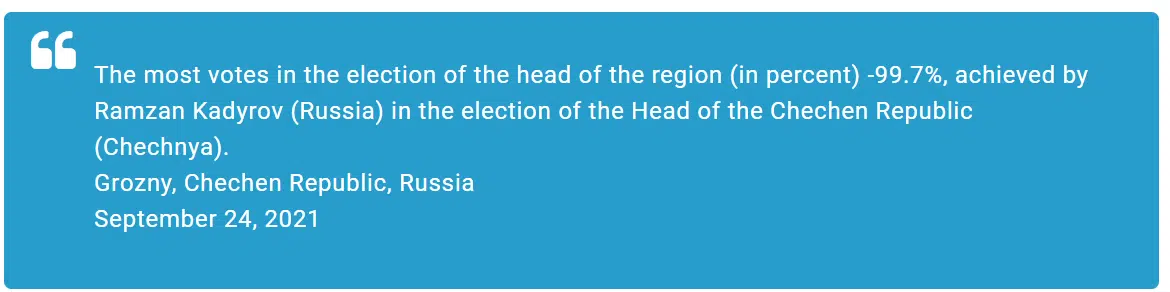 The most votes in the election of the head of the region (in percent) -99.7%, achieved by
Ramzan Kadyrov (Russia) in the election of the Head of the Chechen Republic
(Chechnya).
Grozny, Chechen Republic, Russia
September 24, 2021